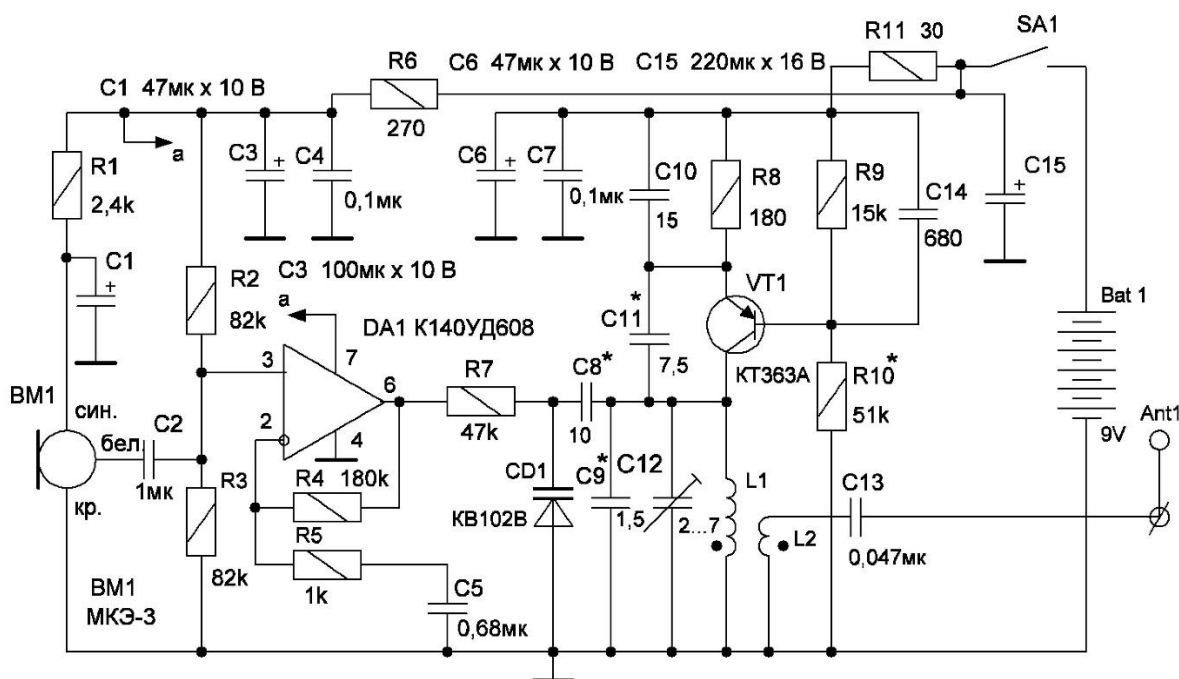 R11 30
SA1
R6
C6 47мк x 10 В
C15 220мк x 16 В
C1 47мк x 10 В
270
a
R1
2,4k
C3
+
C4
0,1мк
C6
+
C7
0,1мк
C10
15
R8
180
R9
15k
C14
680
C15
+
C1
+
R2
82k
C3 100мк x 10 В
a
DA1 К140УД608
C11*
7,5
VT1
КТ363А
Bat 1
9V
3
7
2
6
4
R7
47k
C8*
10
R10*
51k
Ant1
BM1
син.
бел.
кр.
C2
1мк
R3
82k
R4
180k
R5
1k
C5
0,68мк
CD1
КВ102В
C9*
1,5
C12
2...7
L1
L2
C13
0,047мк
BM1
МКЭ-3